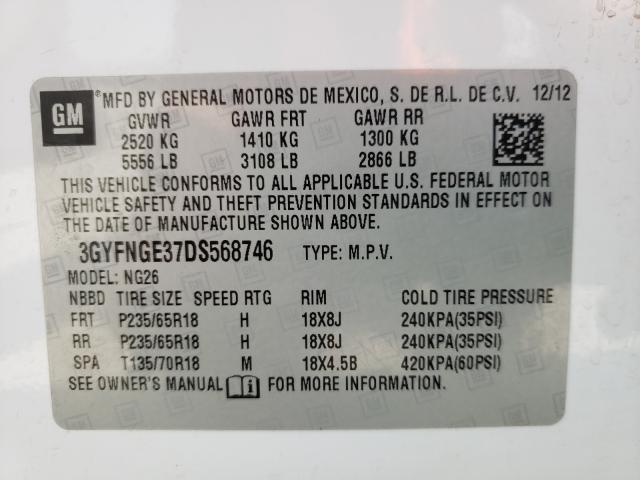 GM
MFD BY GENERAL MOTORS DE MEXICO, S. DE R.L. DE C.V. 12/12
GVWR GAWR FRT GAWR RR
2520 KG 1410 KG 1300 KG
5556 LB 3108 LB 2866 LB
THIS VEHICLE CONFORMS TO ALL APPLICABLE U.S. FEDERAL MOTOR
VEHICLE SAFETY AND THEFT PREVENTION STANDARDS IN EFFECT ON
THE DATE OF MANUFACTURE SHOWN ABOVE.
3GYFNGE37DS568746 TYPE: M.P.V.
MODEL: NG26
NBBD TIRE SIZE SPEED RTG RIM COLD TIRE PRESSURE
FRT P235/65R18 H 18X8J 240KPA(35PSI)
RR P235/65R18 H 18X8J 240KPA(35PSI)
SPA T135/70R18 M 18X4.5B 420KPA(60PSI)
SEE OWNER'S MANUAL FOR MORE INFORMATION.